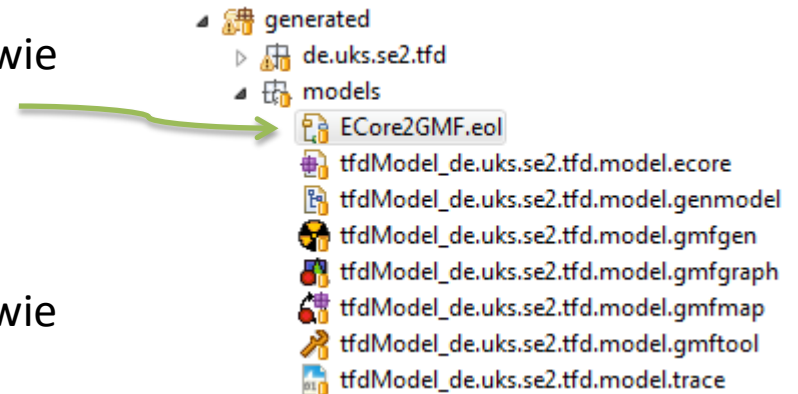 wie
generated
de.uks.se2.tfd
models
ECore2GMF.eol
tfdModel_de.uks.se2.tfd.model.ecore
tfdModel_de.uks.se2.tfd.model.genmodel
tfdModel_de.uks.se2.tfd.model.gmfgen
tfdModel_de.uks.se2.tfd.model.gmfgraph
wie
tfdModel_de.uks.se2.tfd.model.gmfmap
tfdModel_de.uks.se2.tfd.model.gmftool
tfdModel_de.uks.se2.tfd.model.trace